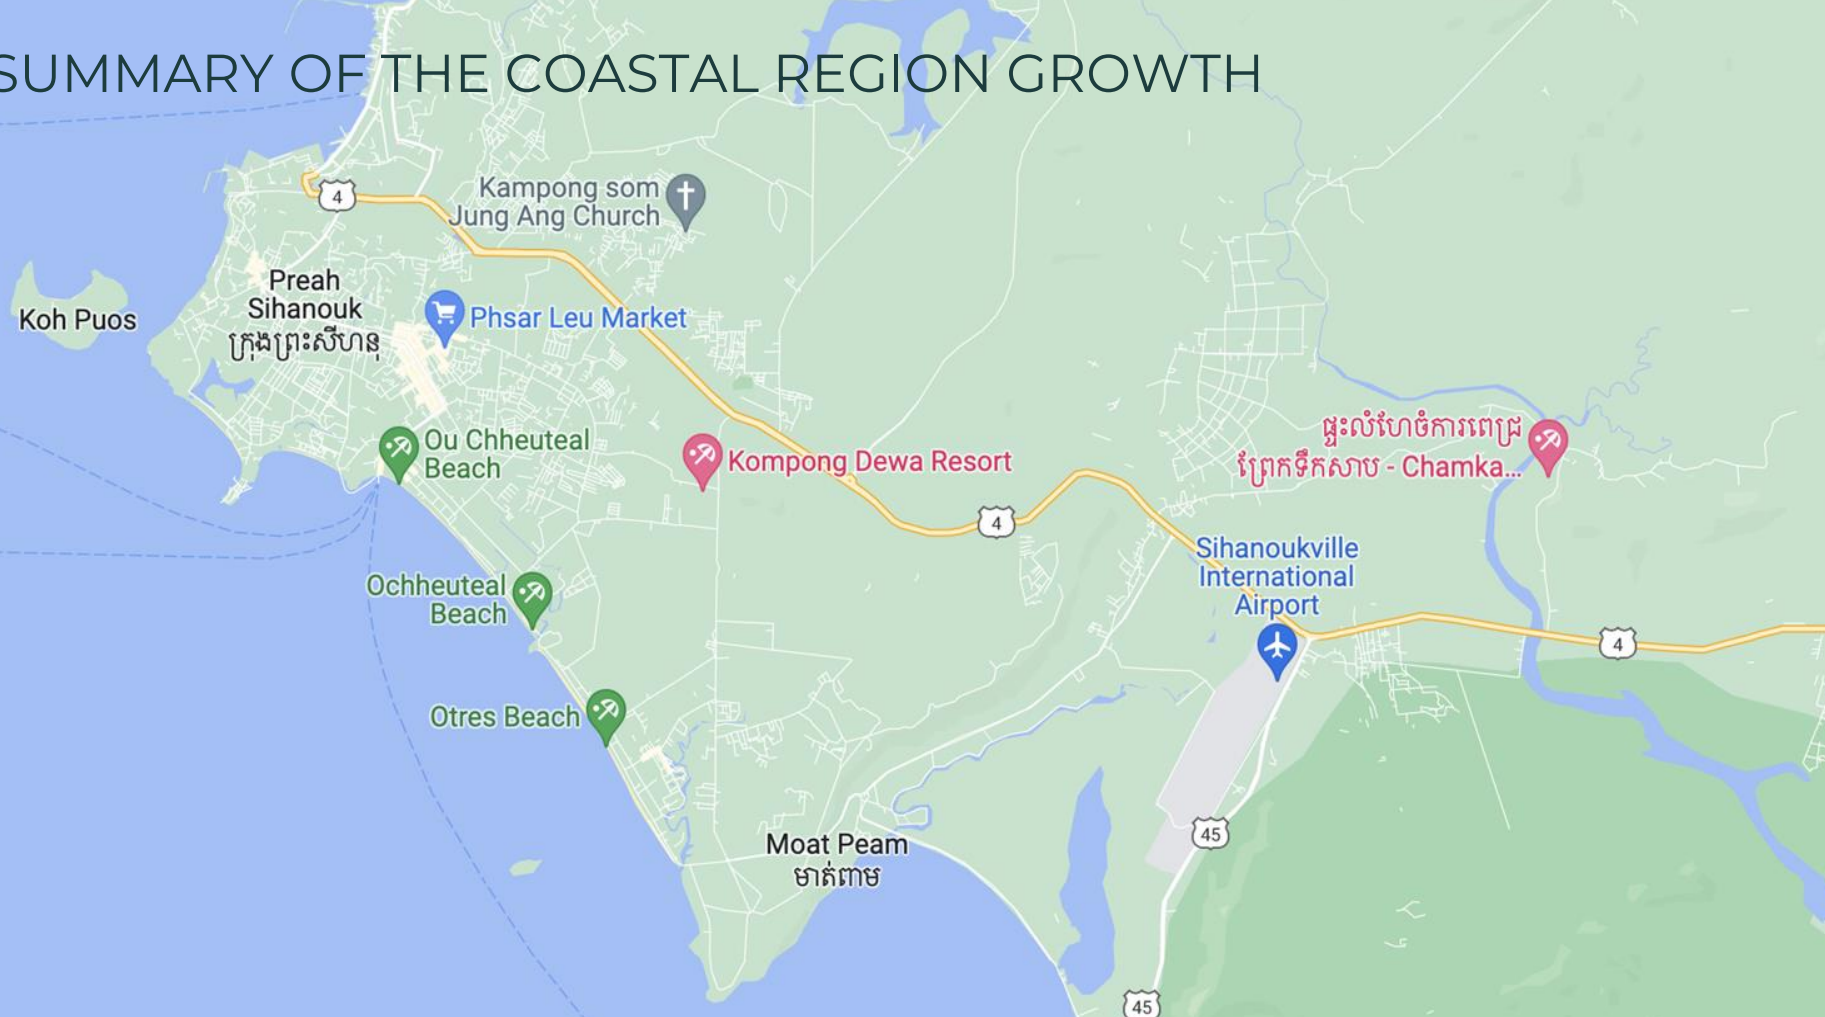 SUMMARY OF THE COASTAL REGION GROWTH
4
Kampong som
Jung Ang Church
Preah
Sihanouk
ក្រុងព្រះសីហនុ
Koh Puos
Phsar Leu Market
Ou Chheuteal
Beach
Kompong Dewa Resort
ផ្ទះលំហែចំការពេជ្រ
ព្រែកទឹកសាប - Chamka...
4
Sihanoukville
International
Airport
Ochheuteal
Beach
4
Otres Beach
45
Moat Peam
មាត់ពាម
45